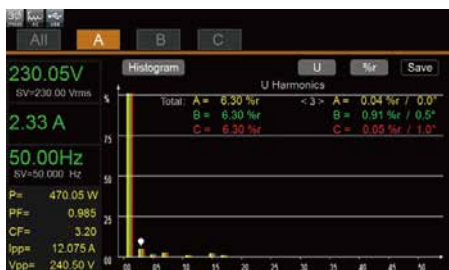 All A B C
230.05V
SV=230.00 Vrms
2.33 A
50.00Hz
SV=50.000 Hz
P= 470.05 W
PF= 0.985
CF= 3.20
Ipp= 12.075 A
Vpp= 240.50 V
Histogram U %r Save
U Harmonics
Total: A = 6.30 %r < 3 > A = 0.04 %r / 0.0°
B = 6.30 %r B = 0.91 %r / 0.5°
C = 6.30 %r C = 0.05 %r / 1.0°
%
75
50
25
00
00 05 10 15 20 25 30 35 40 45 50